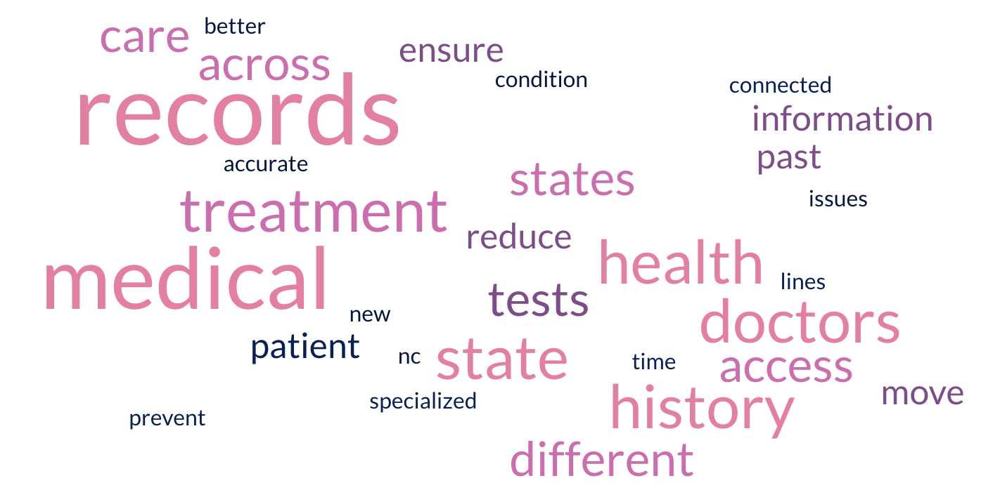 better
care
ensure
across
condition
connected
records
information
past
accurate
states
issues
treatment
reduce
health
medical
lines
tests
doctors
new
patient
nc
state
time
access
specialized
move
history
prevent
different